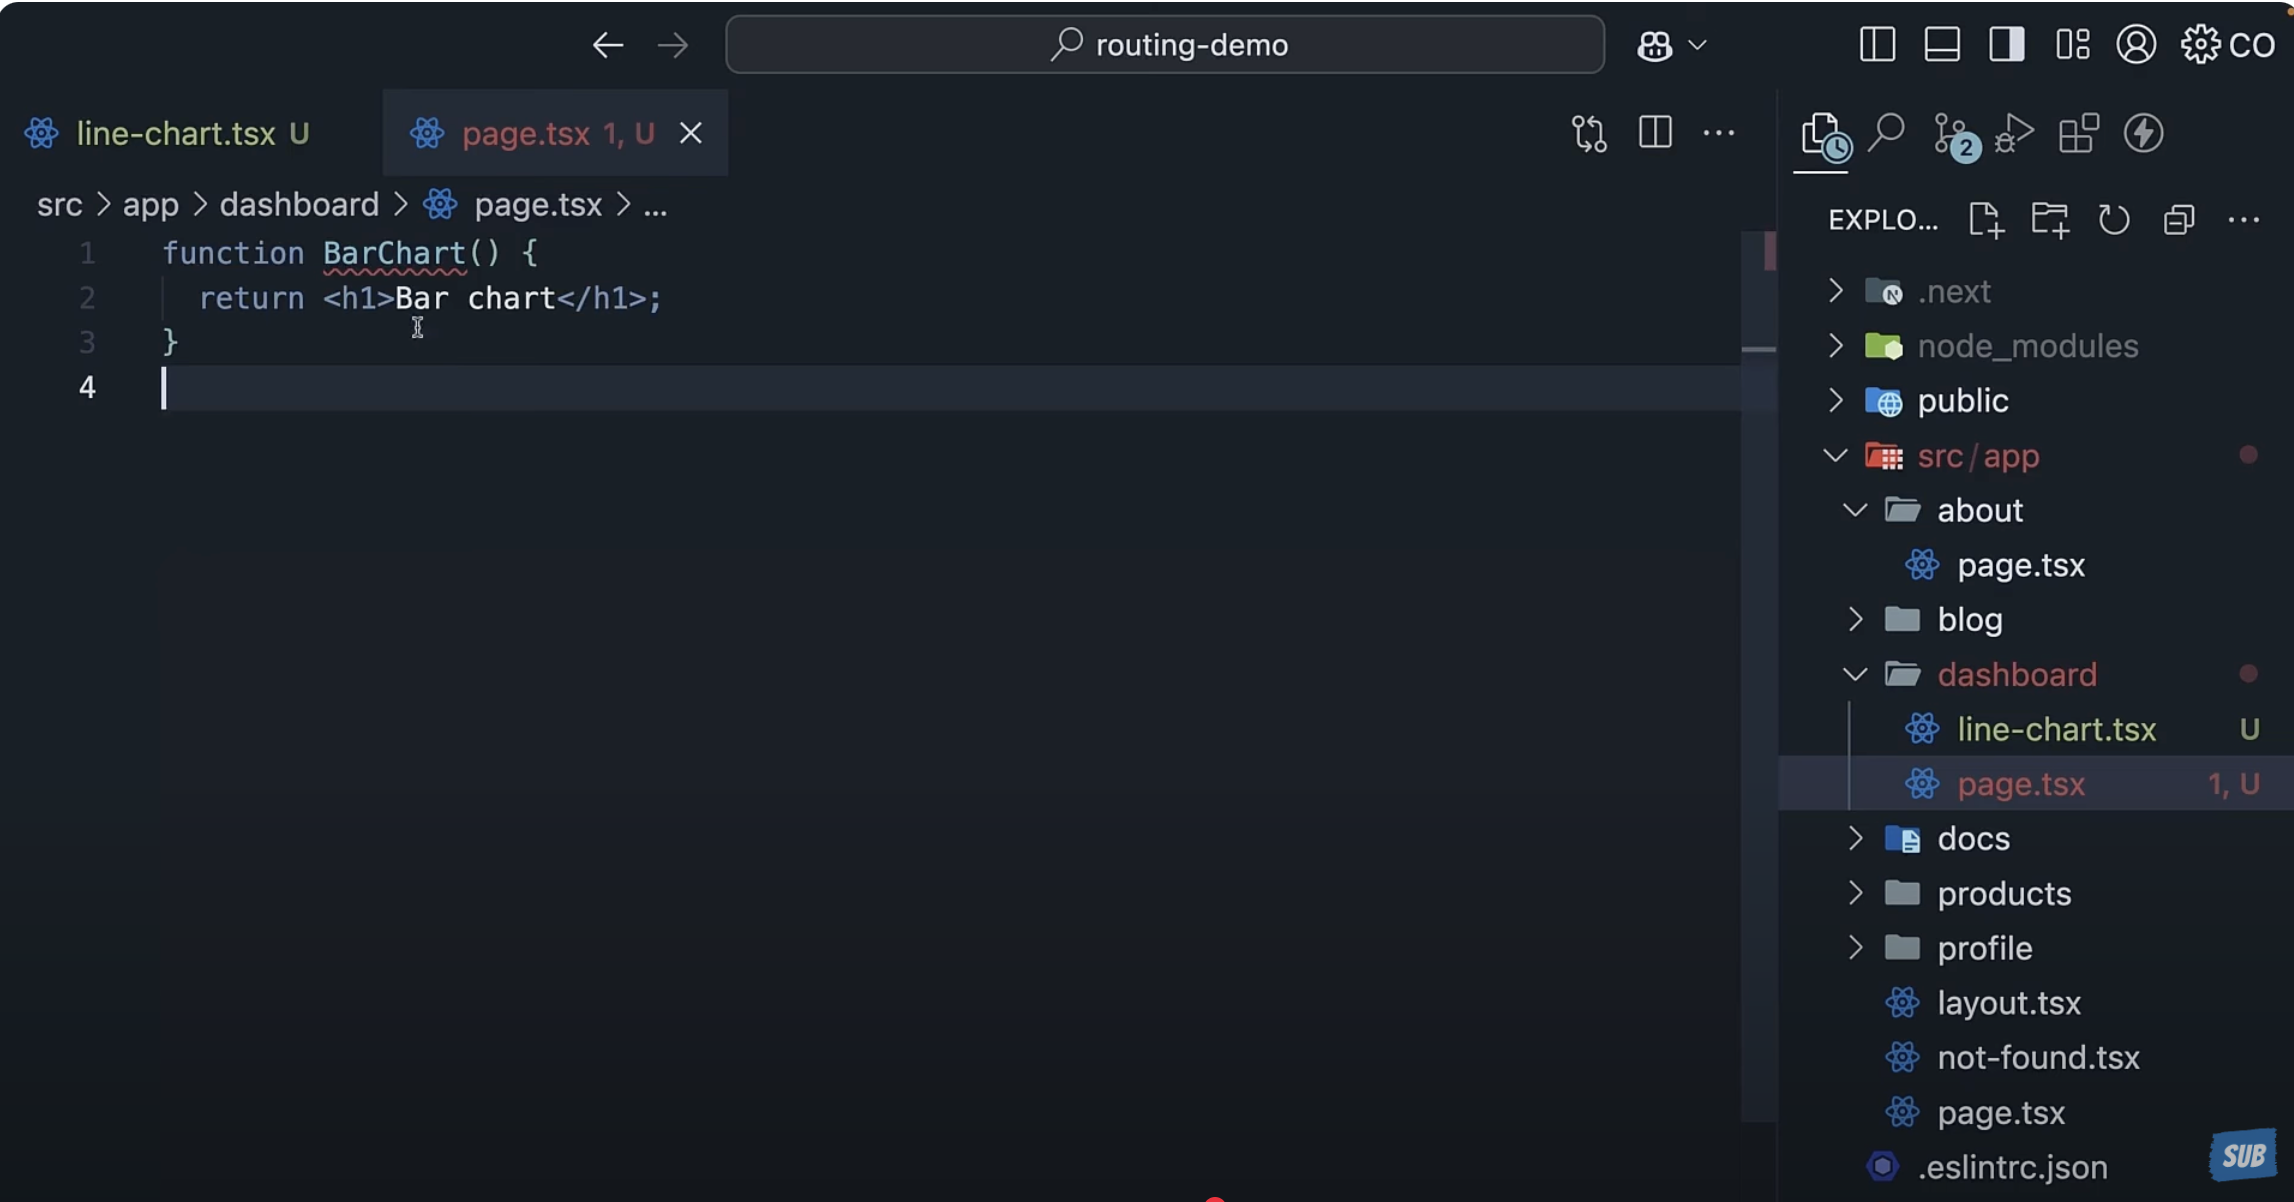 routing-demo
CO
line-chart.tsx U
page.tsx 1, U
2
src > app > dashboard > page.tsx > ...
EXPLO...
1 function BarChart() {
2 return <h1>Bar chart</h1>;
3 }
4
.next
node_modules
public
src / app
about
page.tsx
blog
dashboard
line-chart.tsx U
page.tsx 1, U
docs
products
profile
layout.tsx
not-found.tsx
page.tsx
.eslintrc.json
SUB